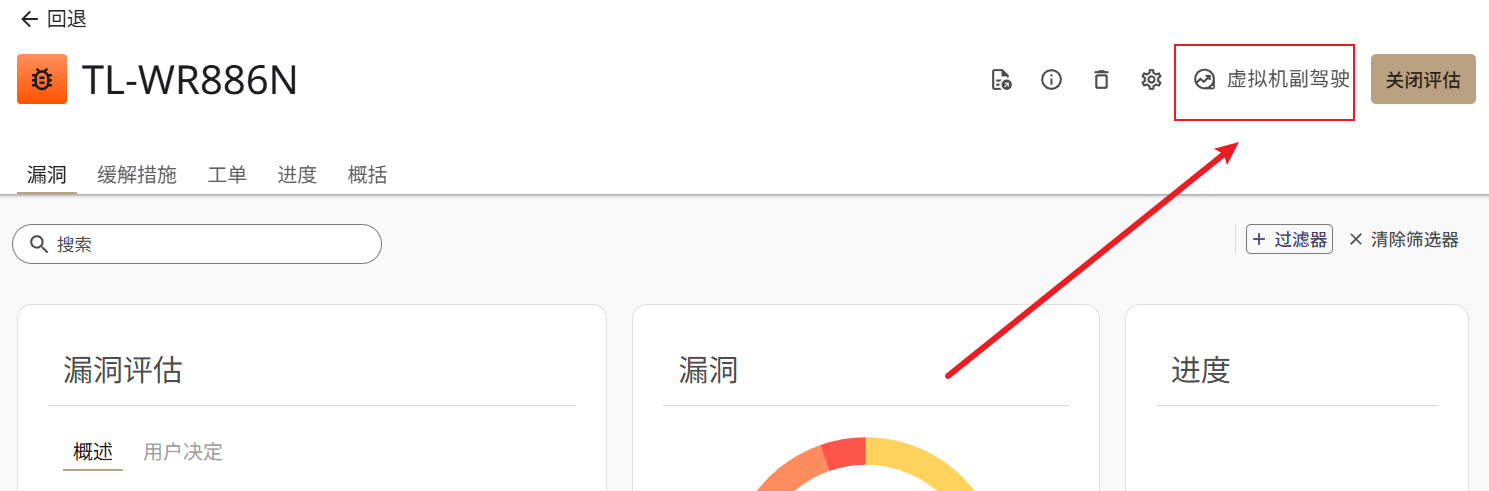 回退
TL-WR886N
虚拟机副驾驶
关闭评估
漏洞 缓解措施 工单 进度 概括
搜索
过滤器
清除筛选器
漏洞评估
漏洞
进度
概述 用户决定